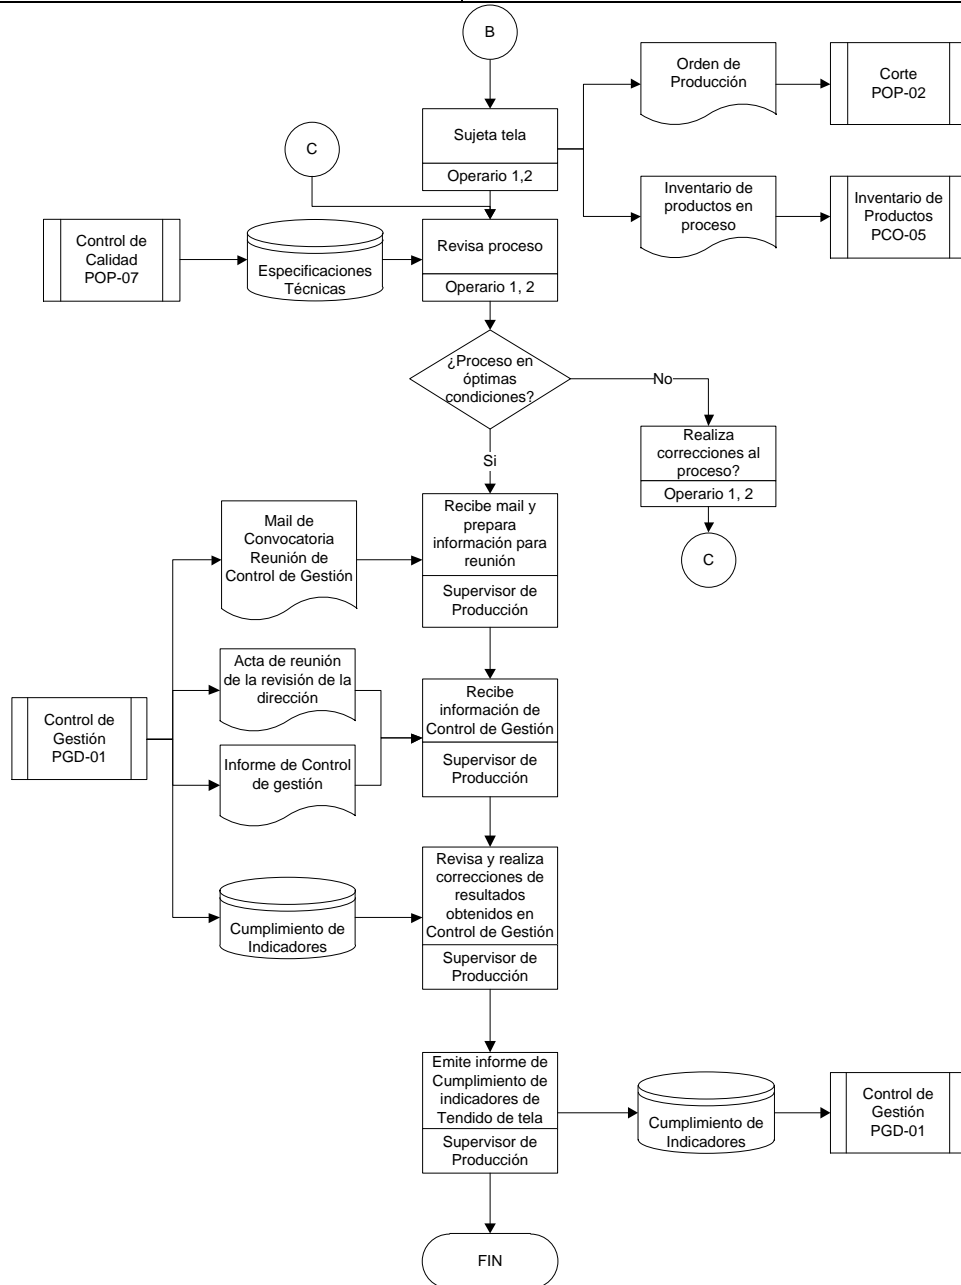 B
Orden de
Producción
Corte
POP-02
Sujeta tela
Operario 1,2
C
Inventario de
productos en
proceso
Inventario de
Productos
PCO-05
Control de
Calidad
POP-07
Especificaciones
Técnicas
Revisa proceso
Operario 1, 2
¿Proceso en
óptimas
condiciones?
No
Realiza
correcciones al
proceso?
Operario 1, 2
C
Si
Mail de
Convocatoria
Reunión de
Control de Gestión
Recibe mail y
prepara
información para
reunión
Supervisor de
Producción
Acta de reunión
de la revisión de la
dirección
Control de
Gestión
PGD-01
Informe de Control
de gestión
Recibe
información de
Control de Gestión
Supervisor de
Producción
Cumplimiento de
Indicadores
Revisa y realiza
correcciones de
resultados
obtenidos en
Control de Gestión
Supervisor de
Producción
Emite informe de
Cumplimiento de
indicadores de
Tendido de tela
Supervisor de
Producción
Cumplimiento de
Indicadores
Control de
Gestión
PGD-01
FIN